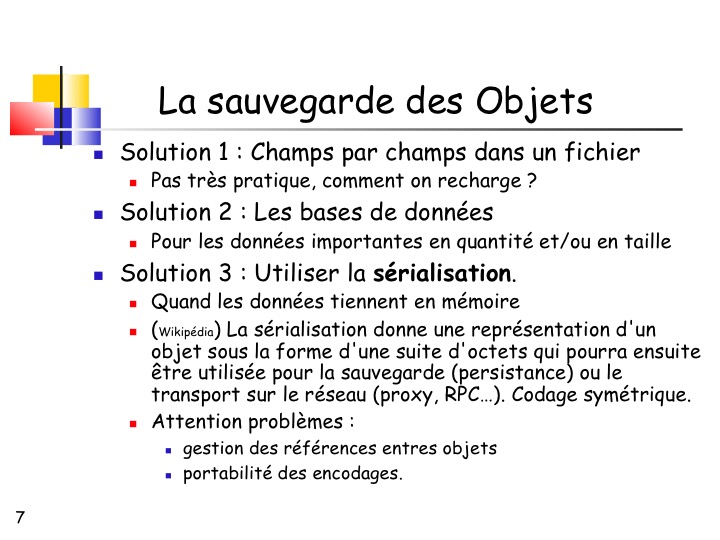 La sauvegarde des Objets
Solution 1 : Champs par champs dans un fichier
Pas très pratique, comment on recharge ?
Solution 2 : Les bases de données
Pour les données importantes en quantité et/ou en taille
Solution 3 : Utiliser la sérialisation.
Quand les données tiennent en mémoire
(Wikipédia) La sérialisation donne une représentation d'un
objet sous la forme d'une suite d'octets qui pourra ensuite
être utilisée pour la sauvegarde (persistance) ou le
transport sur le réseau (proxy, RPC…). Codage symétrique.
Attention problèmes :
gestion des références entres objets
portabilité des encodages.
7